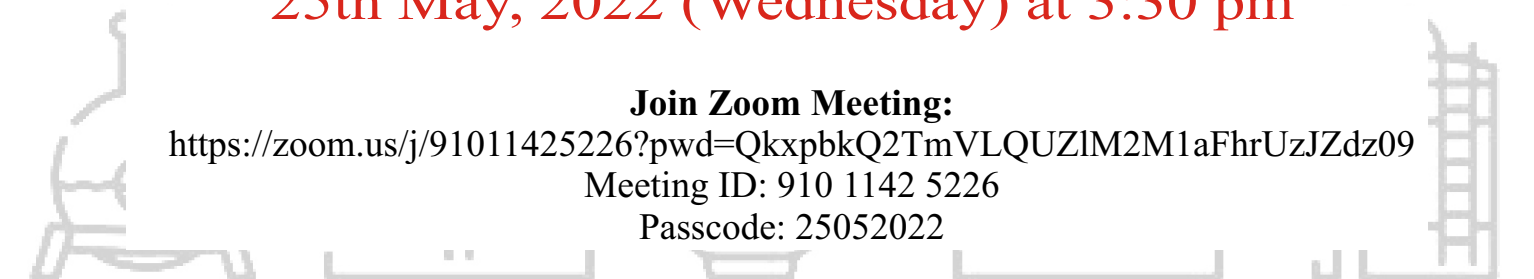 25th May, 2022 (Wednesday) at 3:30 pm
Join Zoom Meeting:
https://zoom.us/j/91011425226?pwd=QkxpbkQ2TmVLQUZlM2M1aFhrUzJZdz09
Meeting ID: 910 1142 5226
Passcode: 25052022